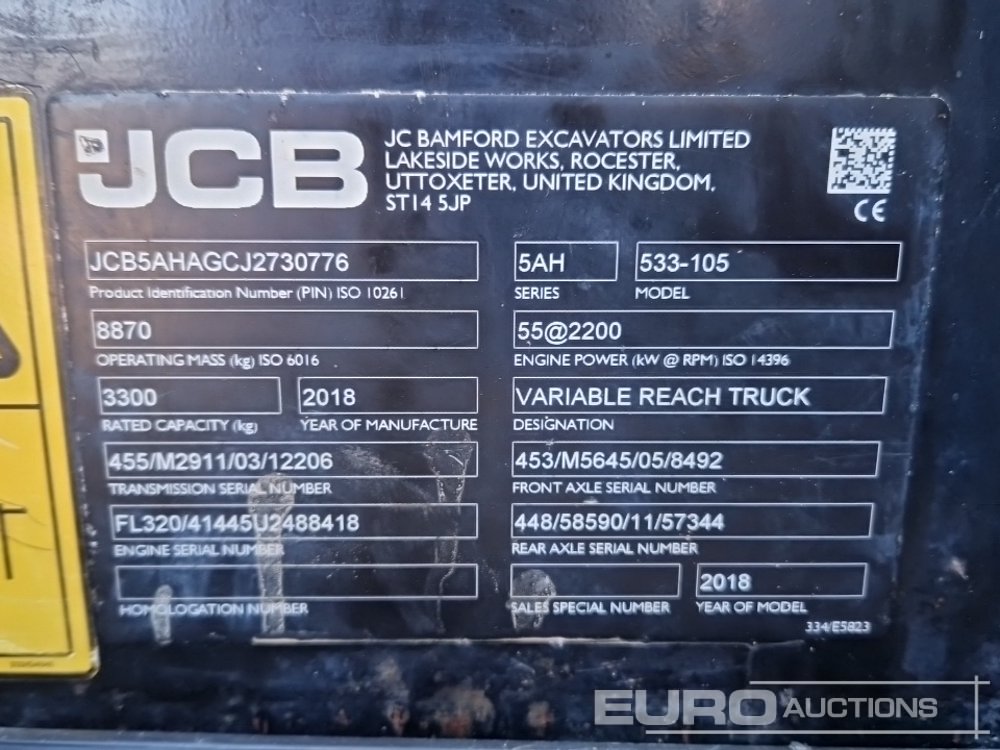 JCB
JC BAMFORD EXCAVATORS LIMITED
LAKESIDE WORKS, ROCESTER,
UTTOXETER, UNITED KINGDOM,
ST14 5JP
CE
JCB5AHAGCJ2730776
Product Identification Number (PIN) ISO 10261
5AH
SERIES
533-105
MODEL
8870
OPERATING MASS (kg) ISO 6016
55@2200
ENGINE POWER (kW @ RPM) ISO 14396
3300
RATED CAPACITY (kg)
2018
YEAR OF MANUFACTURE
VARIABLE REACH TRUCK
DESIGNATION
455/M2911/03/12206
TRANSMISSION SERIAL NUMBER
453/M5645/05/8492
FRONT AXLE SERIAL NUMBER
FL320/41445U2488418
ENGINE SERIAL NUMBER
448/58590/11/57344
REAR AXLE SERIAL NUMBER
HOMOLOGATION NUMBER
SALES SPECIAL NUMBER
2018
YEAR OF MODEL
334/E5823
EURO AUCTIONS